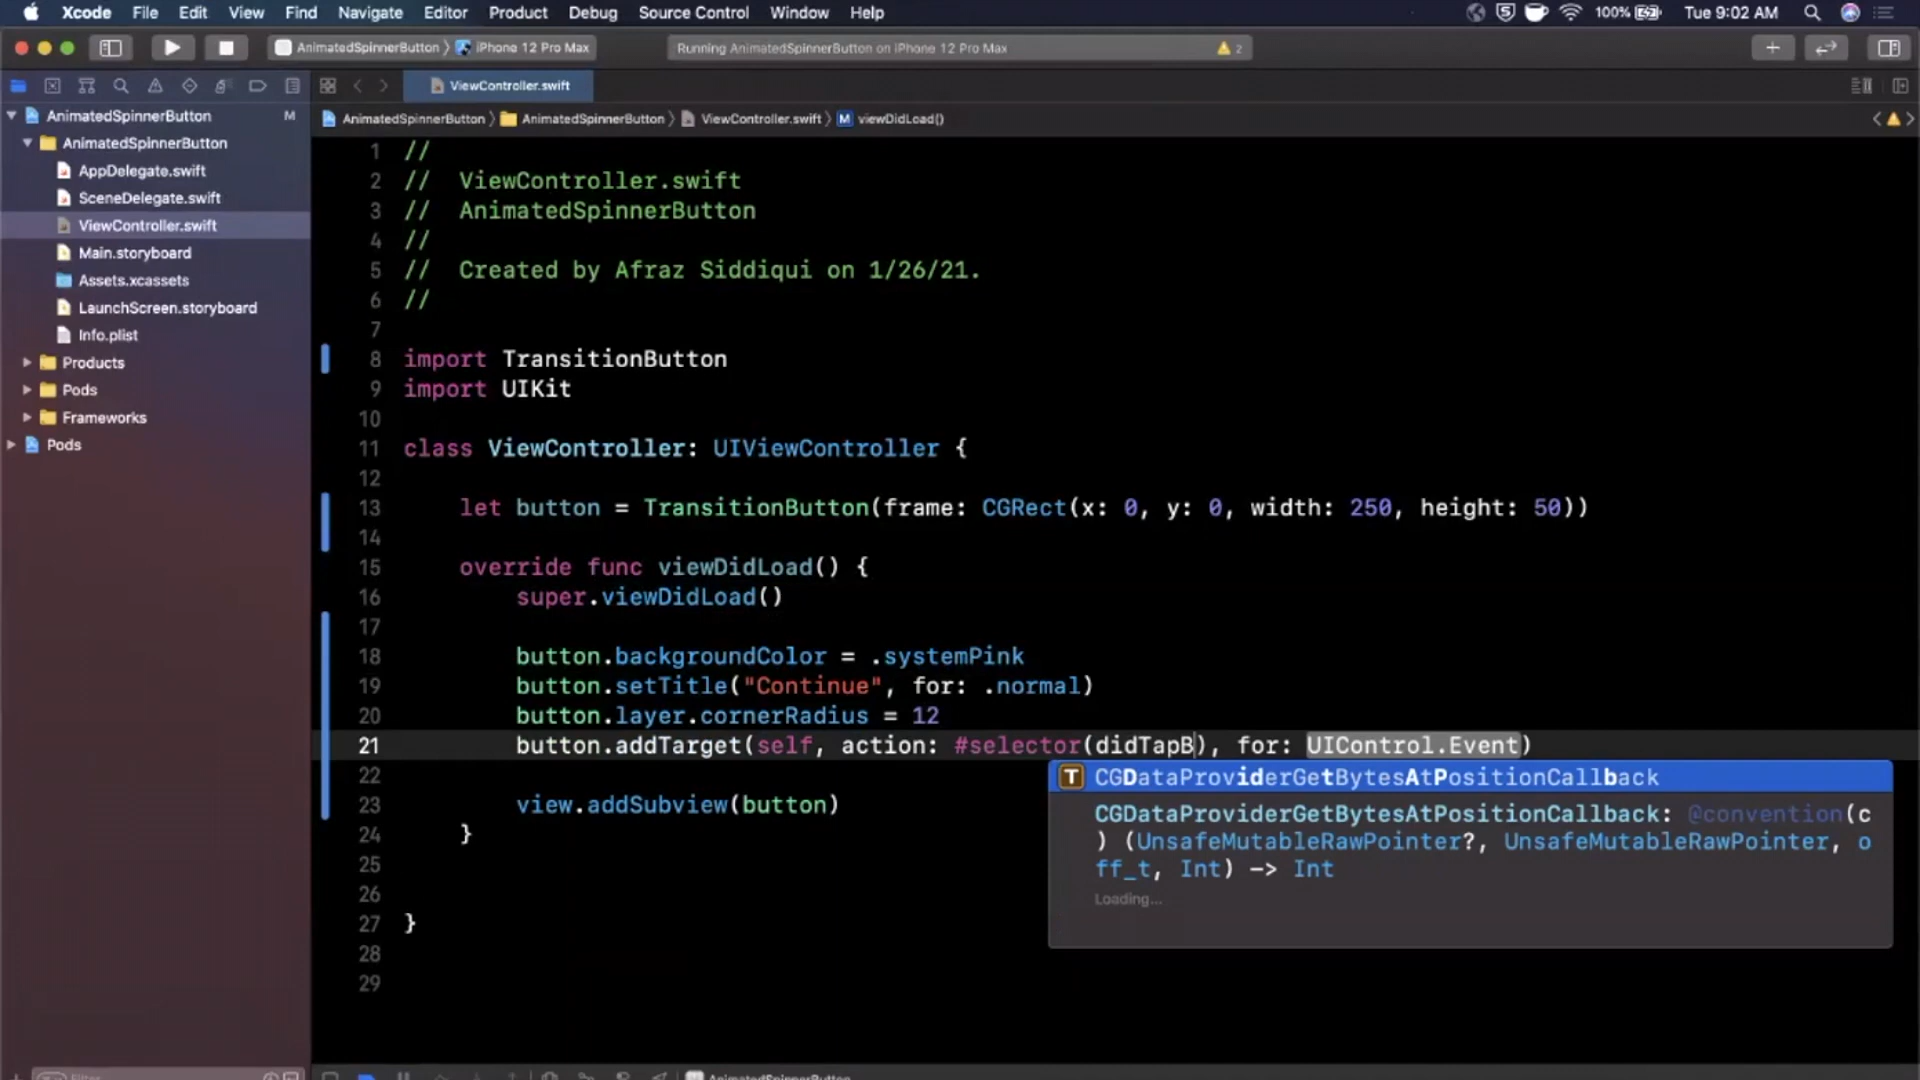 Xcode File Edit View Find Navigate Editor Product Debug Source Control Window Help 100% Tue 9:02 AM
AnimatedSpinnerButton iPhone 12 Pro Max Running AnimatedSpinnerButton on iPhone 12 Pro Max 2
ViewController.swift
AnimatedSpinnerButton M
AnimatedSpinnerButton AnimatedSpinnerButton ViewController.swift M viewDidLoad()
AnimatedSpinnerButton
AppDelegate.swift
SceneDelegate.swift
ViewController.swift
Main.storyboard
Assets.xcassets
LaunchScreen.storyboard
Info.plist
Products
Pods
Frameworks
Pods
1 //
2 // ViewController.swift
3 // AnimatedSpinnerButton
4 //
5 // Created by Afraz Siddiqui on 1/26/21.
6 //
7
8 import TransitionButton
9 import UIKit
10
11 class ViewController: UIViewController {
12
13 let button = TransitionButton(frame: CGRect(x: 0, y: 0, width: 250, height: 50))
14
15 override func viewDidLoad() {
16 super.viewDidLoad()
17
18 button.backgroundColor = .systemPink
19 button.setTitle("Continue", for: .normal)
20 button.layer.cornerRadius = 12
21 button.addTarget(self, action: #selector(didTapB), for: UIControl.Event)
22
23 view.addSubview(button)
24 }
25
26
27 }
28
29
T CGDataProviderGetBytesAtPositionCallback
CGDataProviderGetBytesAtPositionCallback: @convention(c
) (UnsafeMutableRawPointer?, UnsafeMutableRawPointer, o
ff_t, Int) -> Int
Loading...
Filter
AnimatedSpinnerButton